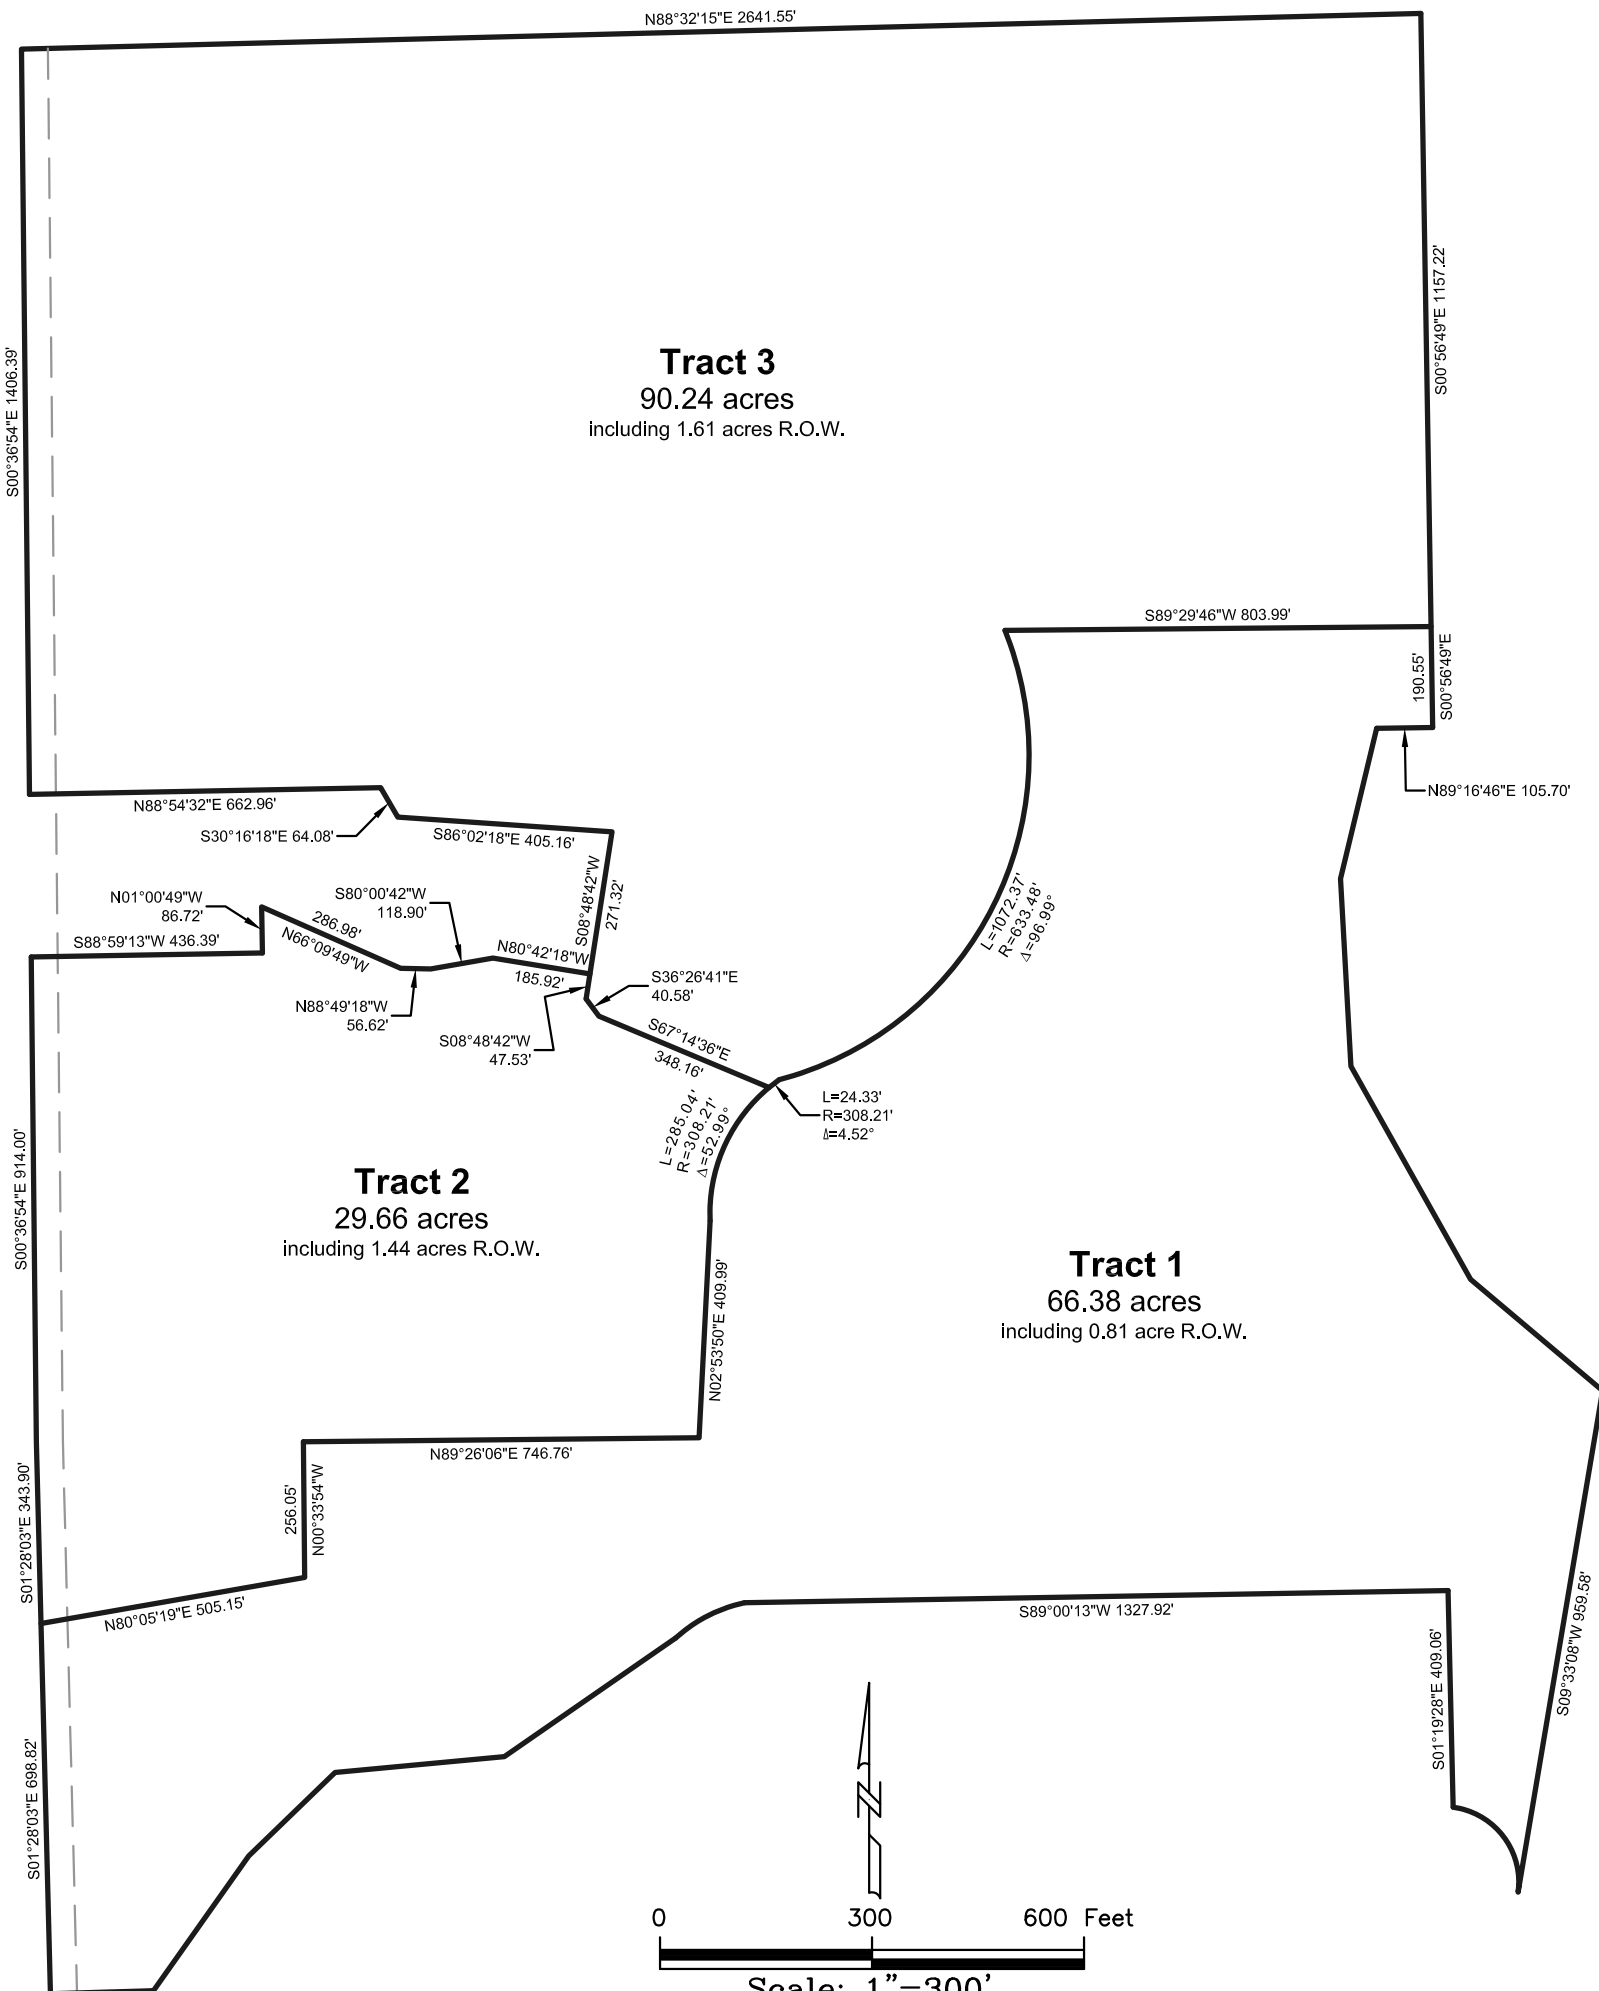 N88°32'15"E 2641.55'
S00°36'54"E 1406.39'
S00°56'49"E 1157.22'
Tract 3
90.24 acres
including 1.61 acres R.O.W.
S89°29'46"W 803.99'
190.55'
S00°56'49"E
N89°16'46"E 105.70'
N88°54'32"E 662.96'
S30°16'18"E 64.08'
S86°02'18"E 405.16'
S08°48'42"W
271.32'
N01°00'49"W
86.72'
S80°00'42"W
118.90'
S88°59'13"W 436.39'
286.98'
N66°09'49"W
N80°42'18"W
185.92'
N88°49'18"W
56.62'
S08°48'42"W
47.53'
S36°26'41"E
40.58'
S67°14'36"E
348.16'
L=1072.37'
R=633.48'
Δ=96.99°
L=24.33'
R=308.21'
Δ=4.52°
L=285.04'
R=308.21'
Δ=52.99°
S00°36'54"E 914.00'
Tract 2
29.66 acres
including 1.44 acres R.O.W.
Tract 1
66.38 acres
including 0.81 acre R.O.W.
N02°53'50"E 409.99'
N89°26'06"E 746.76'
256.05'
N00°33'54"W
S01°28'03"E 343.90'
N80°05'19"E 505.15'
S89°00'13"W 1327.92'
S01°19'28"E 409.06'
S09°33'08"W 959.58'
S01°28'03"E 698.82'
N
0 300 600 Feet
Scale: 1"=300'